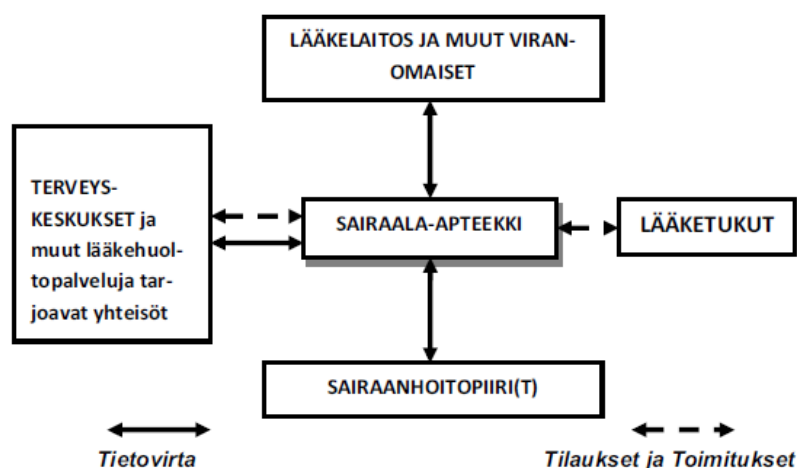 LÄÄKELAITOS JA MUUT VIRAN-
OMAISET
TERVEYS-
KESKUKSET ja
muut lääkehuol-
topalveluja tar-
joavat yhteisöt
SAIRAALA-APTEEKKI
LÄÄKETUKUT
SAIRAANHOITOPIIRI(T)
Tietovirta
Tilaukset ja Toimitukset